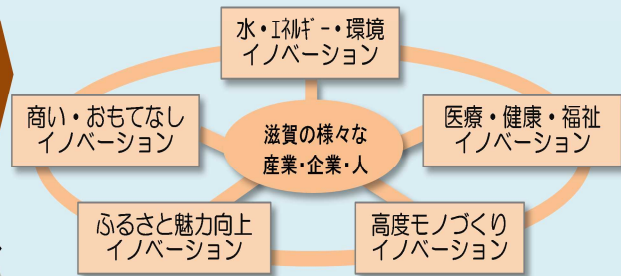 水・ｴﾈﾙｷﾞｰ・環境
イノベーション
商い・おもてなし
イノベーション
医療・健康・福祉
イノベーション
滋賀の様々な
産業・企業・人
ふるさと魅力向上
イノベーション
高度モノづくり
イノベーション